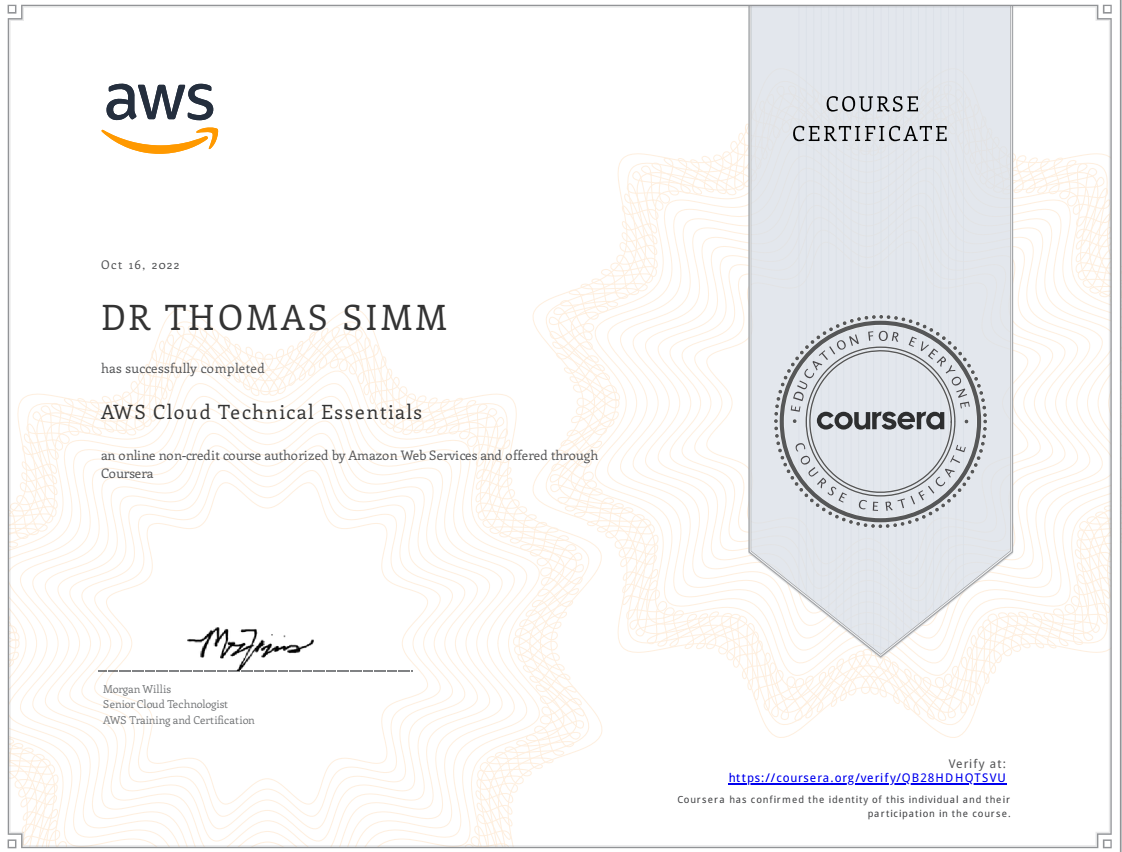 aws
COURSE
CERTIFICATE
Oct 16, 2022
DR THOMAS SIMM
has successfully completed
AWS Cloud Technical Essentials
an online non-credit course authorized by Amazon Web Services and offered through
Coursera
EDUCATION FOR EVERYONE
coursera
COURSE CERTIFICATE
Morgan Willis
Senior Cloud Technologist
AWS Training and Certification
Verify at:
https://coursera.org/verify/QB28HDHQTSVU
Coursera has confirmed the identity of this individual and their
participation in the course.